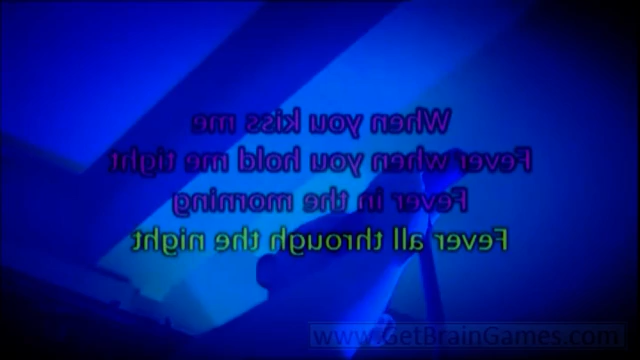 When you kiss me
Fever when you hold me tight
Fever in the morning
Fever all through the night
www.GetBrainGames.com